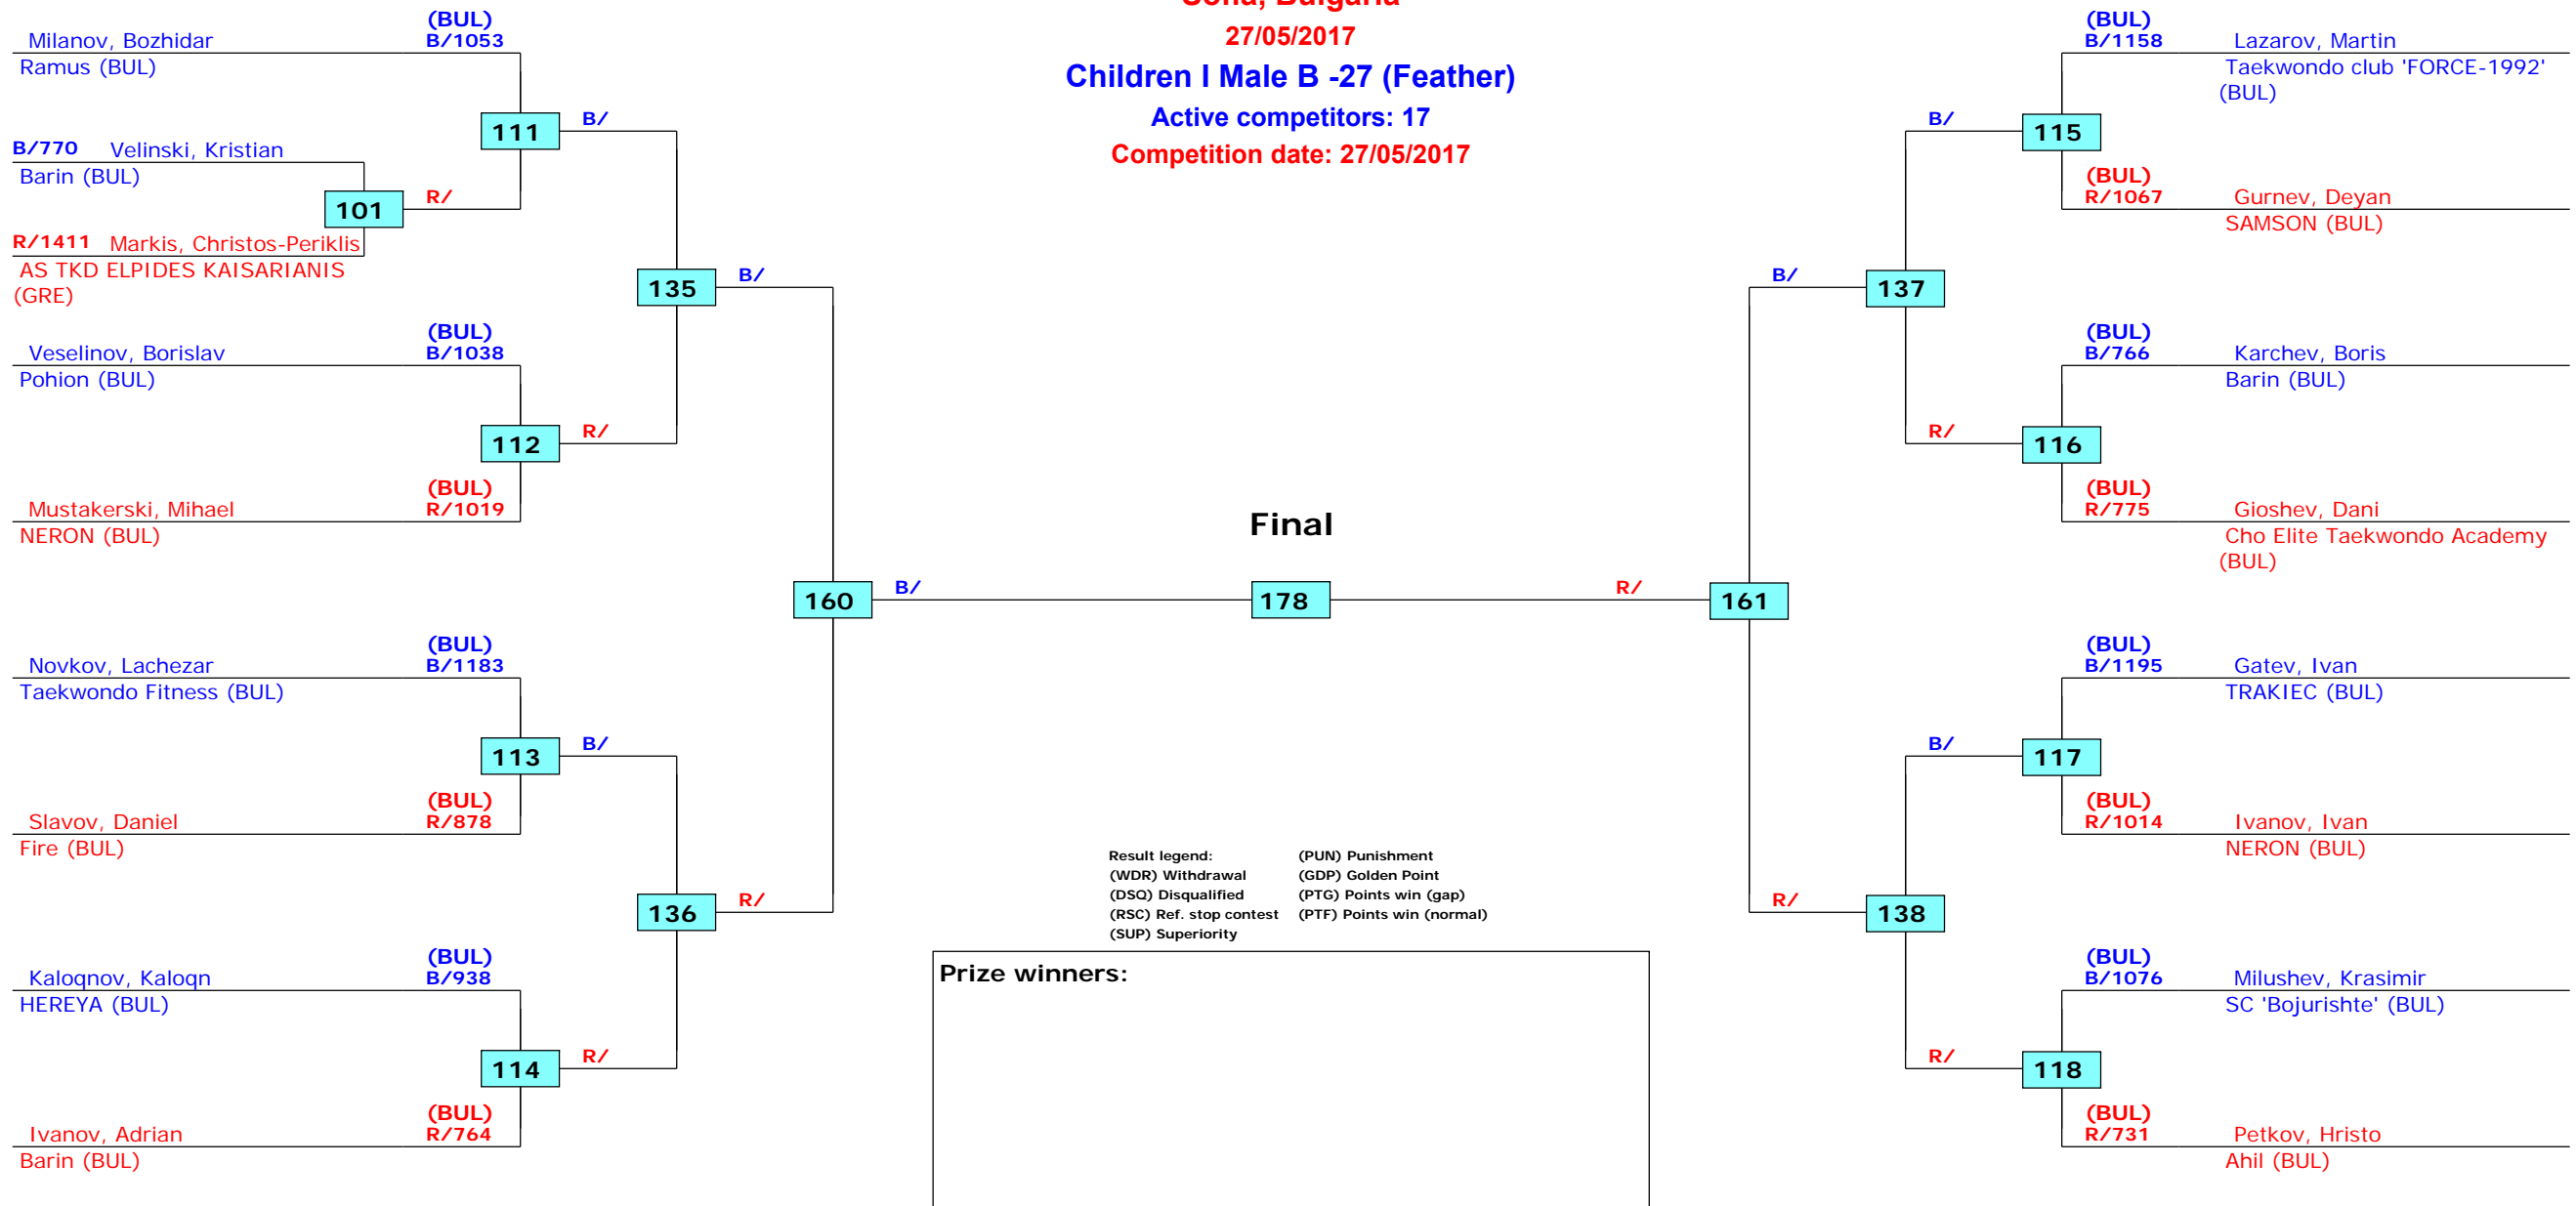 Sofia, Bulgaria
27/05/2017
Children I Male B -27 (Feather)
Active competitors: 17
Competition date: 27/05/2017
(BUL)
Milanov, Bozhidar B/1053
Ramus (BUL)
111 B/
B/770 Velinski, Kristian
Barin (BUL)
101 R/
R/1411 Markis, Christos-Periklis
AS TKD ELPIDES KAISARIANIS
(GRE)
135 B/
(BUL)
Veselinov, Borislav B/1038
Pohion (BUL)
112 R/
(BUL)
Mustakerski, Mihael R/1019
NERON (BUL)
160 B/
(BUL)
Novkov, Lachezar B/1183
Taekwondo Fitness (BUL)
113 B/
(BUL)
Slavov, Daniel R/878
Fire (BUL)
136 R/
(BUL)
Kaloqnov, Kaloqn B/938
HEREYA (BUL)
114 R/
(BUL)
Ivanov, Adrian R/764
Barin (BUL)
Final
178
(BUL)
B/1158 Lazarov, Martin
Taekwondo club 'FORCE-1992'
(BUL)
B/ 115
(BUL)
R/1067 Gurnev, Deyan
SAMSON (BUL)
B/ 137
(BUL)
B/766 Karchev, Boris
Barin (BUL)
R/ 116
(BUL)
R/775 Gioshev, Dani
Cho Elite Taekwondo Academy
(BUL)
R/ 161
(BUL)
B/1195 Gatev, Ivan
TRAKIEC (BUL)
B/ 117
(BUL)
R/1014 Ivanov, Ivan
NERON (BUL)
R/ 138
(BUL)
B/1076 Milushev, Krasimir
SC 'Bojurishte' (BUL)
R/ 118
(BUL)
R/731 Petkov, Hristo
Ahil (BUL)
Result legend: (PUN) Punishment
(WDR) Withdrawal (GDP) Golden Point
(DSQ) Disqualified (PTG) Points win (gap)
(RSC) Ref. stop contest (PTF) Points win (normal)
(SUP) Superiority
Prize winners: